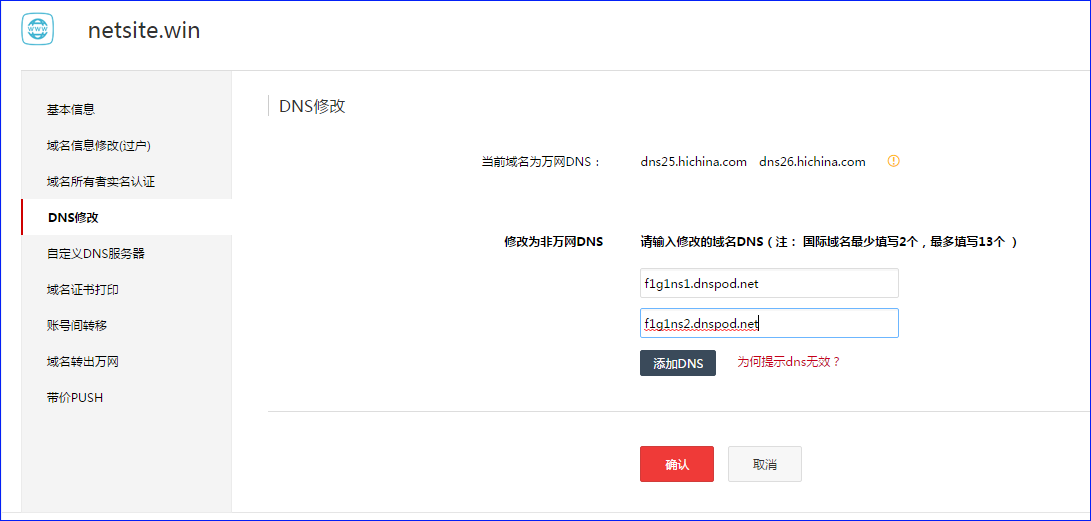 www
netsite.win
基本信息
域名信息修改(过户)
域名所有者实名认证
DNS修改
自定义DNS服务器
域名证书打印
账号间转移
域名转出万网
带价PUSH
DNS修改
当前域名为万网DNS： dns25.hichina.com dns26.hichina.com
修改为非万网DNS 请输入修改的域名DNS（注： 国际域名最少填写2个，最多填写13个 ）
f1g1ns1.dnspod.net
f1g1ns2.dnspod.net
添加DNS 为何提示dns无效？
确认 取消